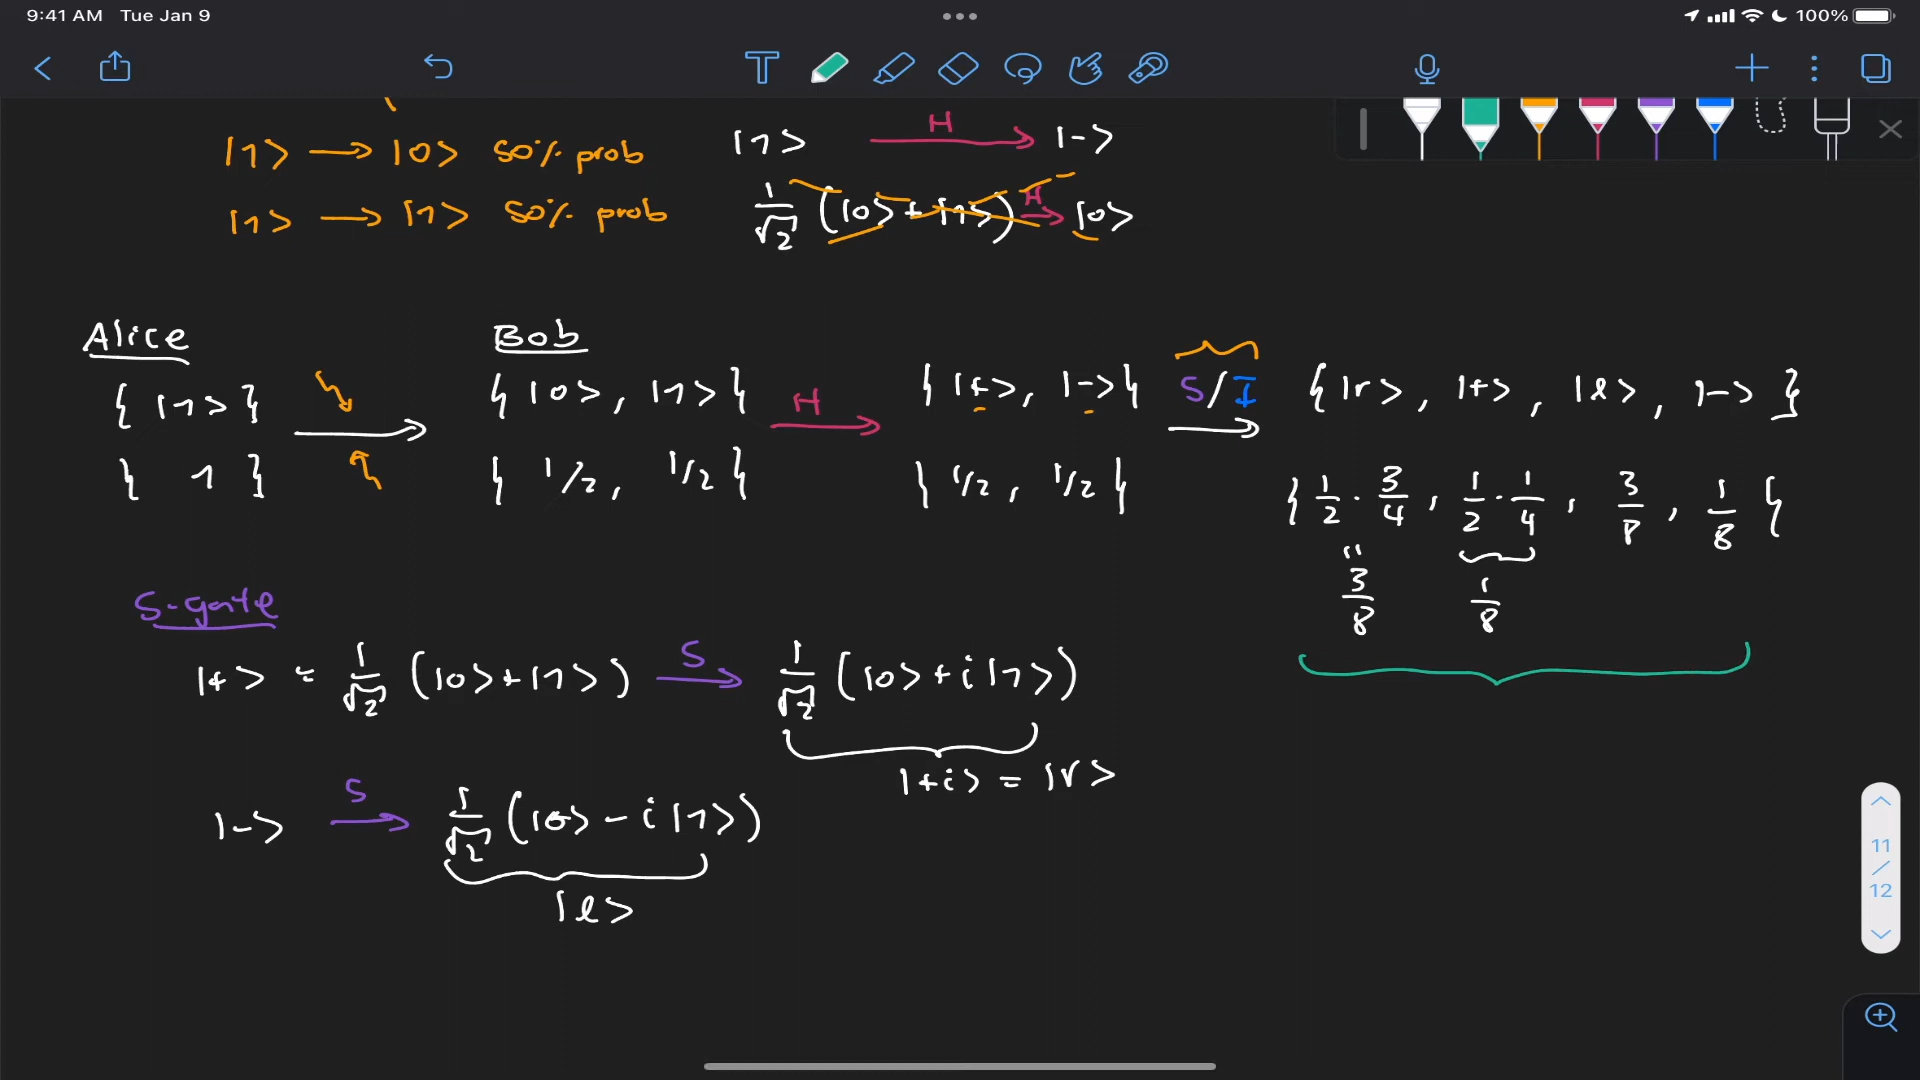 9:41 AM Tue Jan 9
100%
|1> → |0> 50% prob
|1> → |1> 50% prob
|1> H → |->
1/√2 (|0> + |1>) H → |0>
Alice
Bob
{ |1> } → { |0>, |1> } H → { |+>, |-> } S/I → { |r>, |+>, |l>, |-> }
{ 1 } { 1/2, 1/2 } { 1/2, 1/2 } { 1/2 · 3/4, 1/2 · 1/4, 3/8, 1/8 }
" 3/8 1/8
S-gate
|+> = 1/√2 (|0> + |1>) S → 1/√2 (|0> + i|1>)
|+i> = |r>
|-> S → 1/√2 (|0> - i|1>)
|l>
11
/
12